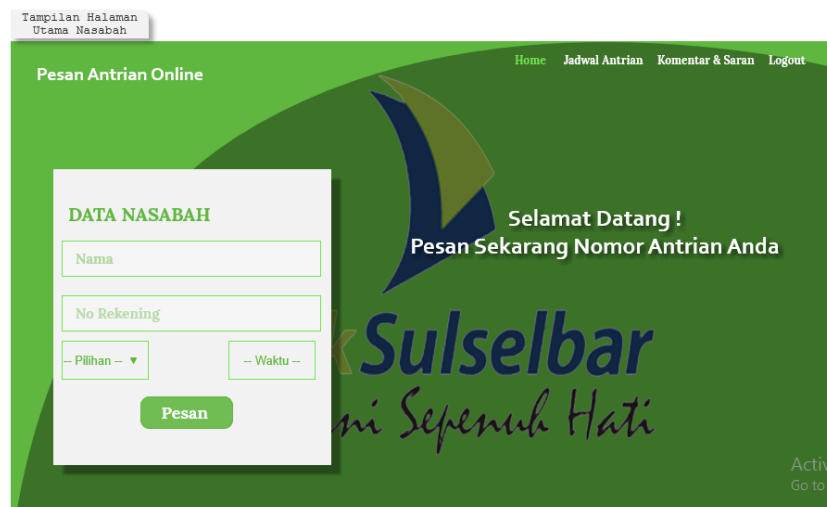 Tampilan Halaman
Utama Nasabah
Pesan Antrian Online
Home Jadwal Antrian Komentar & Saran Logout
DATA NASABAH
Nama
No Rekening
-- Pilihan -- ▼ -- Waktu --
Pesan
Selamat Datang !
Pesan Sekarang Nomor Antrian Anda
k Sulselbar
ni Sepenuh Hati
Activ
Go to